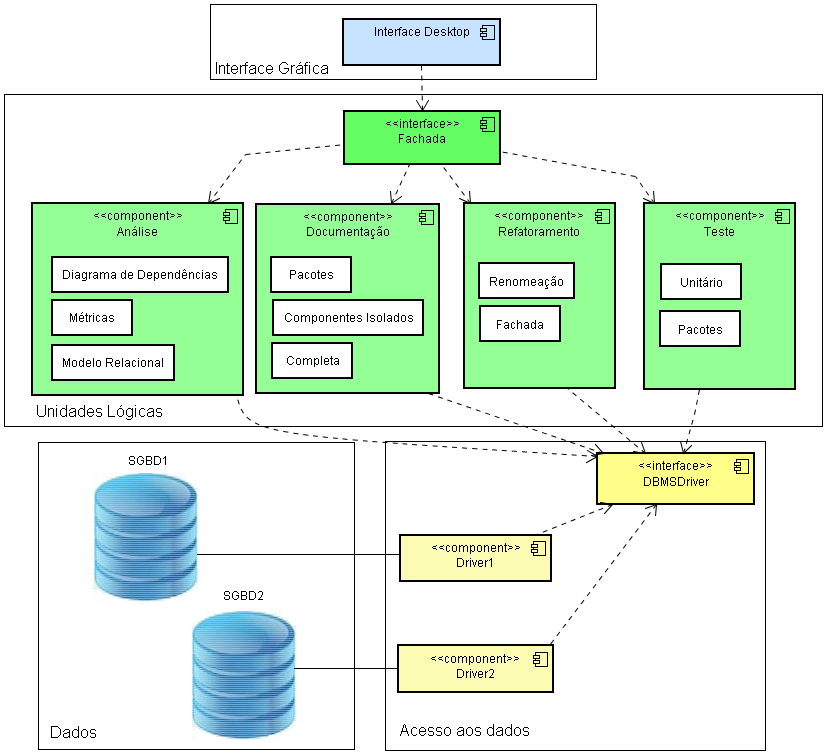 Interface Desktop
Interface Gráfica
<<interface>>
Fachada
<<component>>
Análise
Diagrama de Dependências
Métricas
Modelo Relacional
<<component>>
Documentação
Pacotes
Componentes Isolados
Completa
<<component>>
Refatoramento
Renomeação
Fachada
<<component>>
Teste
Unitário
Pacotes
Unidades Lógicas
SGBD1
SGBD2
Dados
<<interface>>
DBMSDriver
<<component>>
Driver1
<<component>>
Driver2
Acesso aos dados